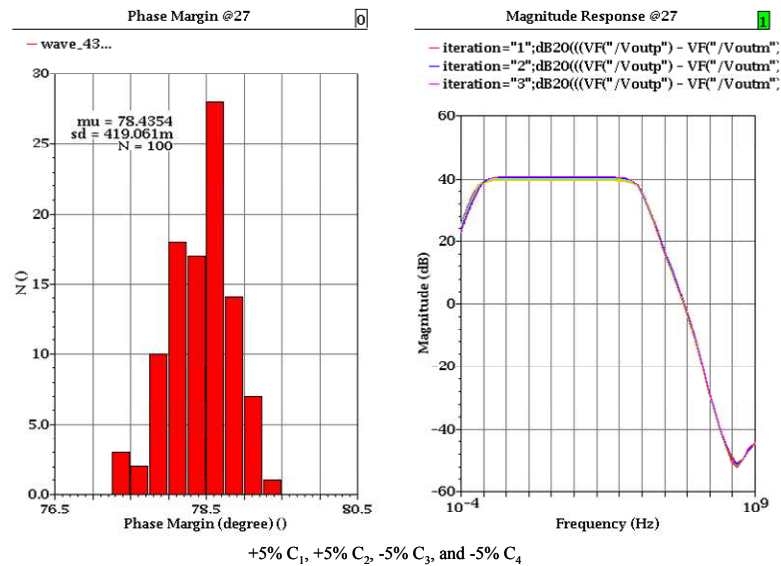 Phase Margin @27
0
wave_43...
30
25
20
15
10
5.0
0.0
N ()
mu = 78.4354
sd = 419.061m
N = 100
76.5
78.5
80.5
Phase Margin (degree) ()
Magnitude Response @27
1
iteration="1";dB20(((VF("/Voutp") - VF("/Voutm")
iteration="2";dB20(((VF("/Voutp") - VF("/Voutm")
iteration="3";dB20(((VF("/Voutp") - VF("/Voutm")
60
40
20
0
-20
-40
-60
Magnitude (dB)
10-4
109
Frequency (Hz)
+5% C1, +5% C2, -5% C3, and -5% C4